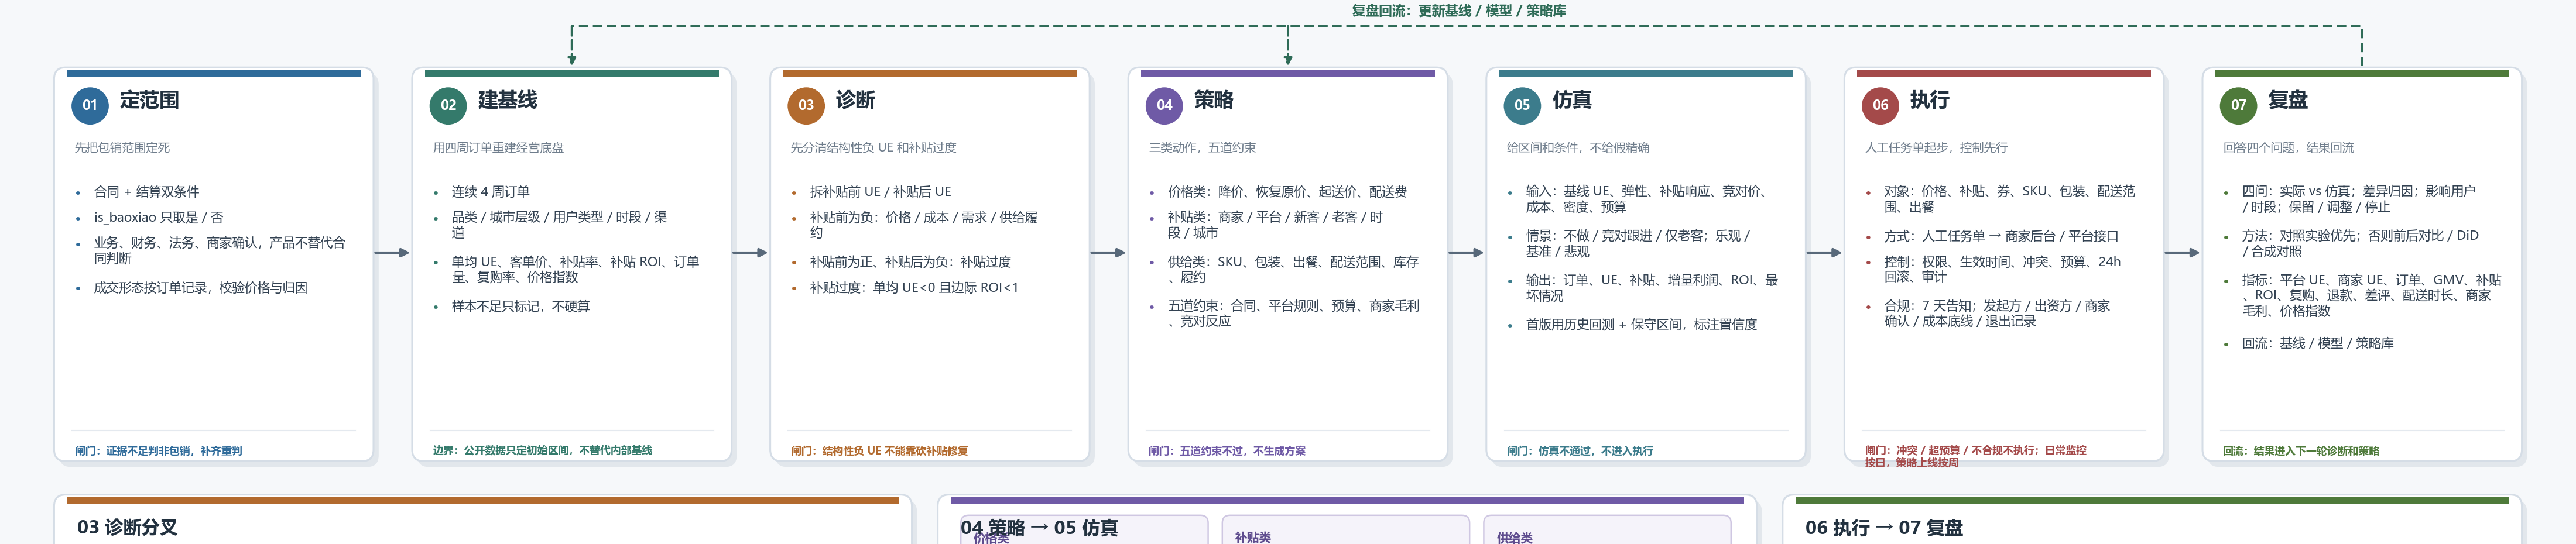 复盘回流：更新基线 / 模型 / 策略库
01 定范围
先把包销范围定死
• 合同 + 结算双条件
• is_baoxiao 只取是 / 否
• 业务、财务、法务、商家确认，产品不替代合
同判断
• 成交形态按订单记录，校验价格与归因
闸门：证据不足判非包销，补齐重判
02 建基线
用四周订单重建经营底盘
• 连续 4 周订单
• 品类 / 城市层级 / 用户类型 / 时段 / 渠
道
• 单均 UE、客单价、补贴率、补贴 ROI、订单
量、复购率、价格指数
• 样本不足只标记，不硬算
边界：公开数据只定初始区间，不替代内部基线
03 诊断
先分清结构性负 UE 和补贴过度
• 拆补贴前 UE / 补贴后 UE
• 补贴前为负：价格 / 成本 / 需求 / 供给履
约
• 补贴前为正、补贴后为负：补贴过度
• 补贴过度：单均 UE<0 且边际 ROI<1
闸门：结构性负 UE 不能靠砍补贴修复
04 策略
三类动作，五道约束
• 价格类：降价、恢复原价、起送价、配送费
• 补贴类：商家 / 平台 / 新客 / 老客 / 时
段 / 城市
• 供给类：SKU、包装、出餐、配送范围、库存
、履约
• 五道约束：合同、平台规则、预算、商家毛利
、竞对反应
闸门：五道约束不过，不生成方案
05 仿真
给区间和条件，不给假精确
• 输入：基线 UE、弹性、补贴响应、竞对价、
成本、密度、预算
• 情景：不做 / 竞对跟进 / 仅老客；乐观 /
基准 / 悲观
• 输出：订单、UE、补贴、增量利润、ROI、最
坏情况
• 首版用历史回测 + 保守区间，标注置信度
闸门：仿真不通过，不进入执行
06 执行
人工任务单起步，控制先行
• 对象：价格、补贴、券、SKU、包装、配送范
围、出餐
• 方式：人工任务单 → 商家后台 / 平台接口
• 控制：权限、生效时间、冲突、预算、24h
回滚、审计
• 合规：7 天告知；发起方 / 出资方 / 商家
确认 / 成本底线 / 退出记录
闸门：冲突 / 超预算 / 不合规不执行；日常监控
按日，策略上线按周
07 复盘
回答四个问题，结果回流
• 四问：实际 vs 仿真；差异归因；影响用户
/ 时段；保留 / 调整 / 停止
• 方法：对照实验优先；否则前后对比 / DiD
/ 合成对照
• 指标：平台 UE、商家 UE、订单、GMV、补贴
、ROI、复购、退款、差评、配送时长、商家
毛利、价格指数
• 回流：基线 / 模型 / 策略库
回流：结果进入下一轮诊断和策略
03 诊断分叉
04 策略 → 05 仿真
价格类
补贴类
供给类
06 执行 → 07 复盘